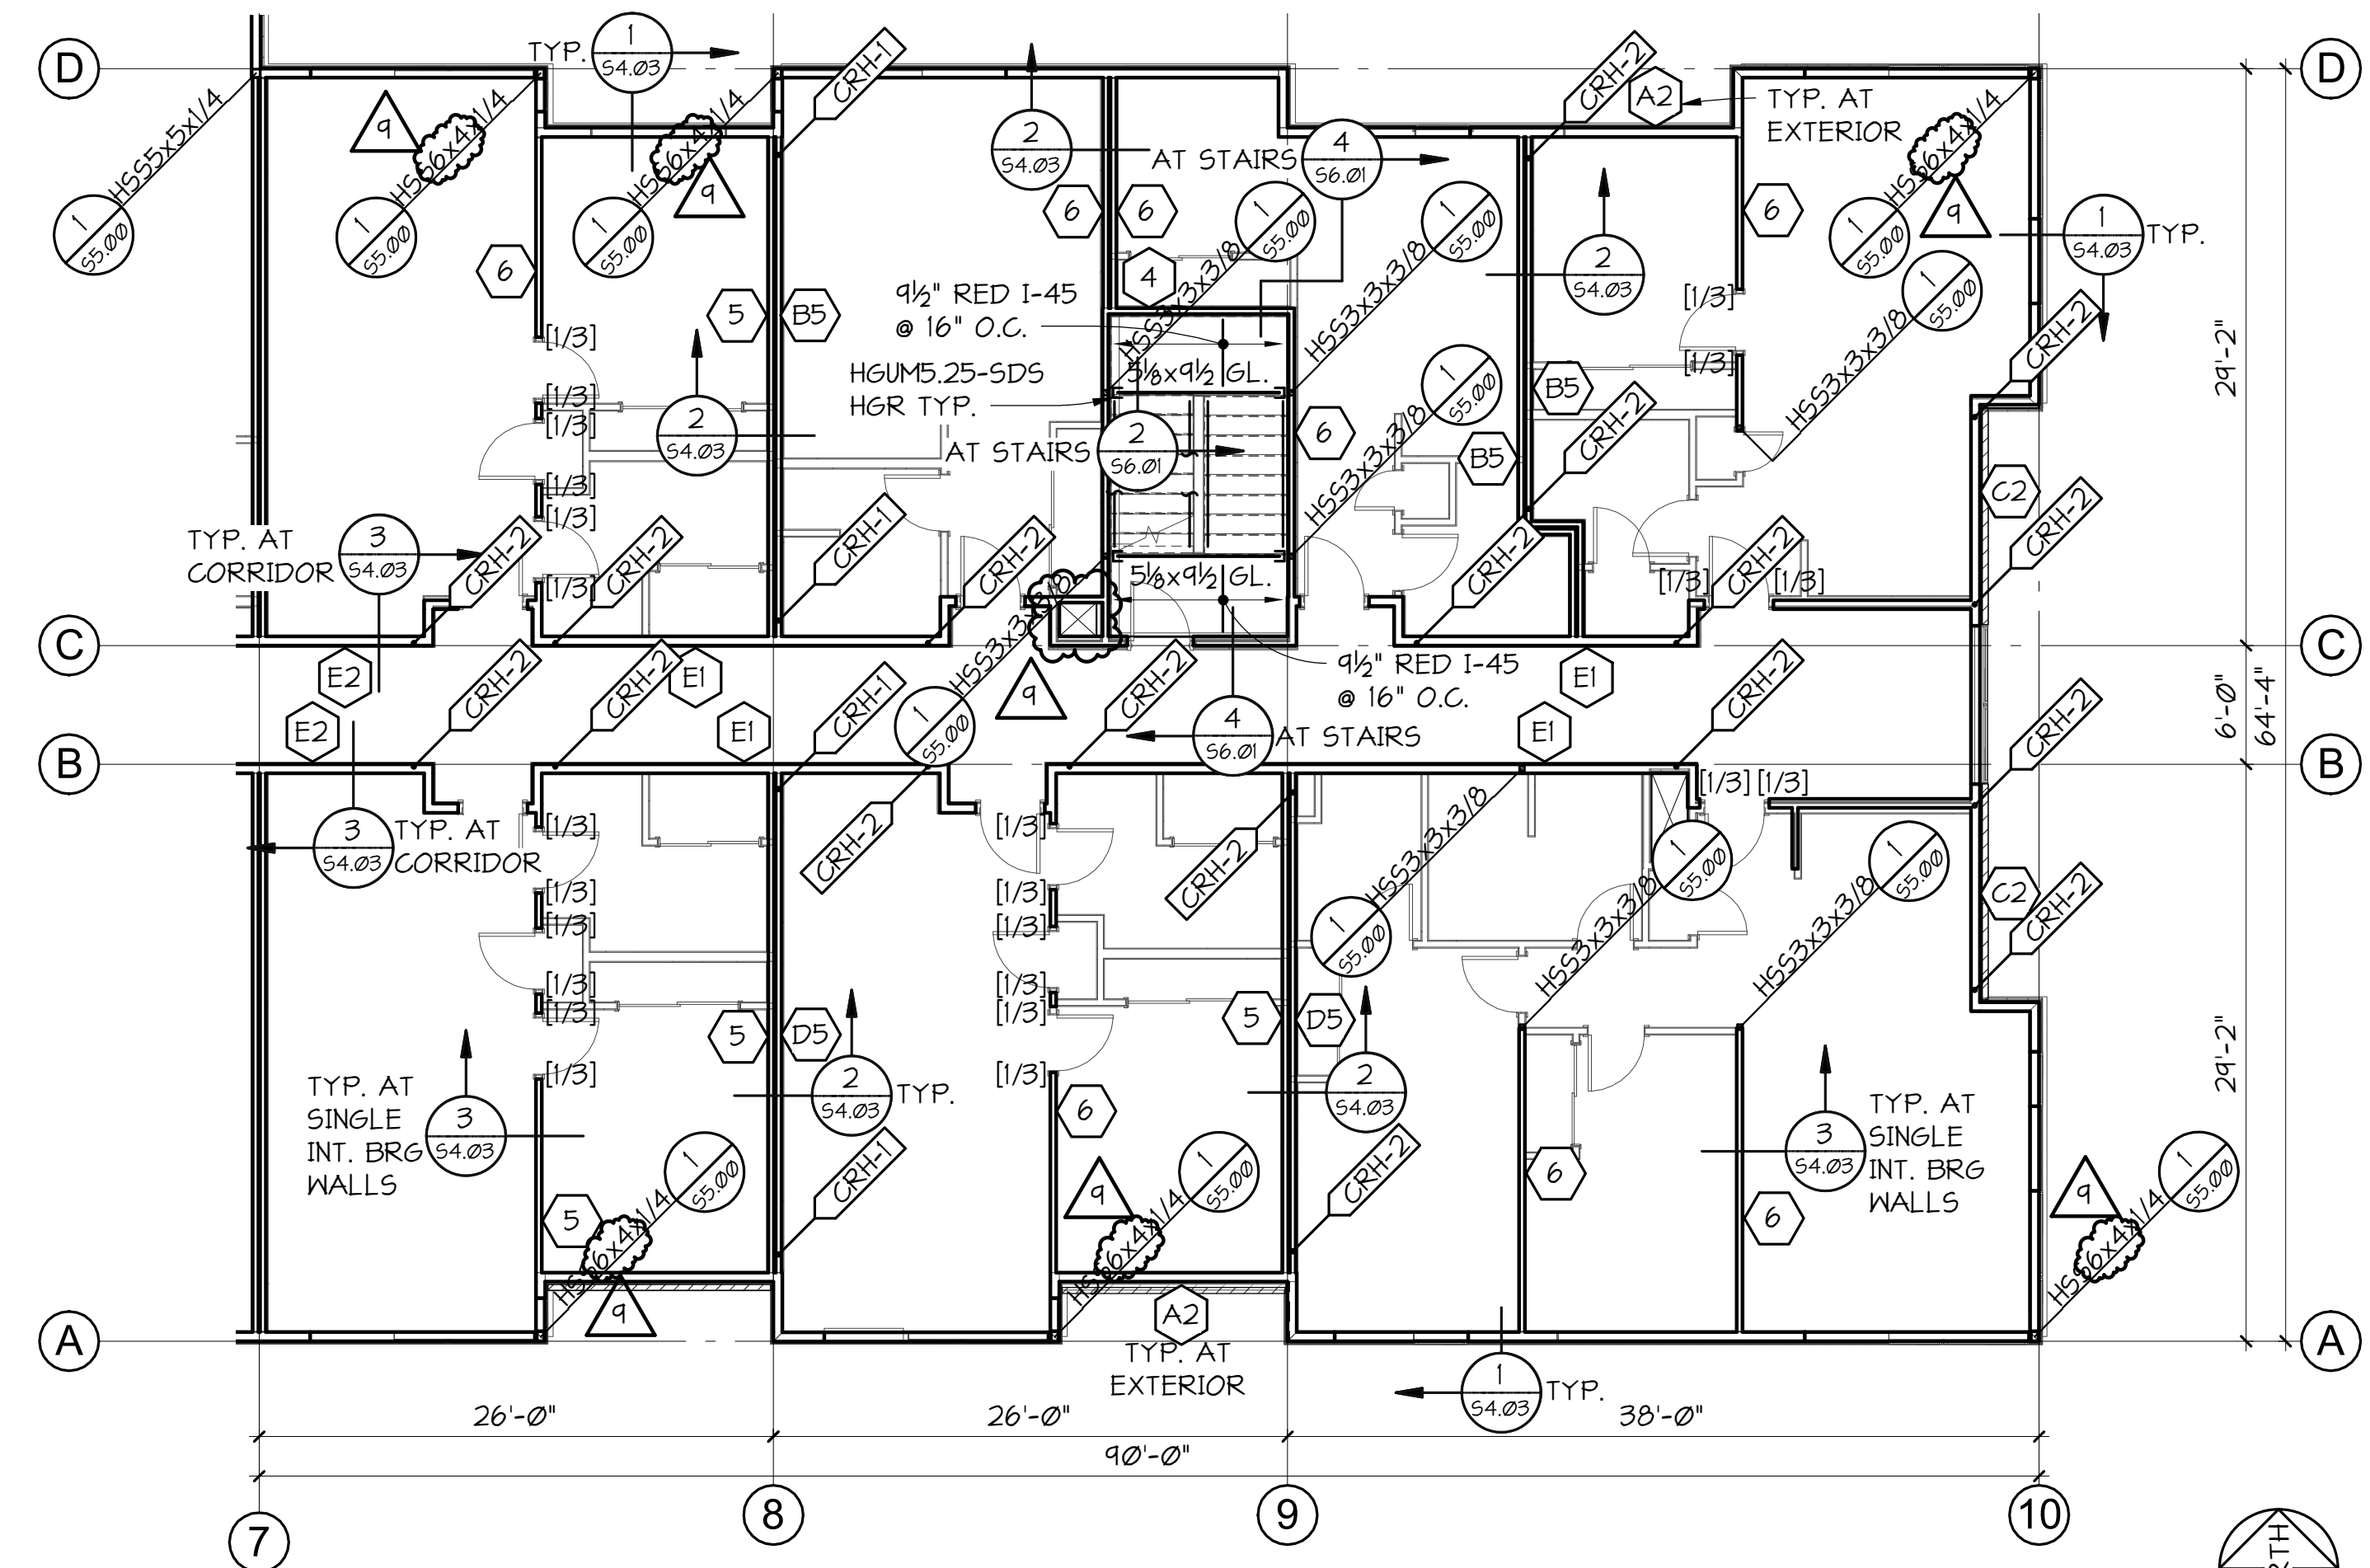 1
TYP.
S4.03
D
D
CRH-1
CRH-2
A2
TYP. AT
EXTERIOR
HSS5x5x1/4
9
HSS6x4x1/4
HSS6x4x1/4
9
2
S4.03
AT STAIRS
4
S6.01
HSS6x4x1/4
9
1
S5.00
1
S5.00
1
S5.00
6
6
1
S5.00
1
S5.00
6
1
S5.00
1
S4.03
TYP.
6
4
2
S4.03
1
S5.00
5
B5
9½" RED I-45
@ 16" O.C.
HSS3x3x3/8
HSS3x3x3/8
[1/3]
[1/3]
[1/3]
HSS3x3x3/8
CRH-2
29'-2"
HGUM5.25-SDS
HGR TYP.
5⅛x9½ GL.
[1/3]
[1/3]
2
S4.03
AT STAIRS
2
S6.01
6
1
S5.00
HSS3x3x3/8
B5
B5
CRH-2
C2
[1/3]
[1/3]
TYP. AT
CORRIDOR
3
S4.03
CRH-2
CRH-2
CRH-1
CRH-2
CRH-2
CRH-2
CRH-2
[1/3]
5⅛x9½ GL.
[1/3]
[1/3]
HSS3x3x3/8
C
C
E2
E1
9
9½" RED I-45
@ 16" O.C.
E1
6'-0"
64'-4"
CRH-2
CRH-2
CRH-1
CRH-2
CRH-2
CRH-2
E2
E1
1
S5.00
4
S6.01
AT STAIRS
E1
B
B
[1/3]
[1/3]
3
S4.03
TYP. AT
CORRIDOR
[1/3]
CRH-2
[1/3]
CRH-2
HSS3x3x3/8
1
S5.00
1
S5.00
[1/3]
[1/3]
[1/3]
[1/3]
1
S5.00
HSS3x3x3/8
HSS3x3x3/8
C2
CRH-2
[1/3]
[1/3]
[1/3]
[1/3]
5
D5
5
D5
[1/3]
[1/3]
29'-2"
TYP. AT
SINGLE
INT. BRG
WALLS
3
S4.03
2
S4.03
TYP.
6
2
S4.03
3
S4.03
TYP. AT
SINGLE
INT. BRG
WALLS
1
S5.00
CRH-1
9
1
S5.00
CRH-2
6
6
9
1
S5.00
5
HSS6x4x1/4
9
HSS6x4x1/4
HSS6x4x1/4
A2
TYP. AT
EXTERIOR
A
A
1
S4.03
TYP.
26'-0"
26'-0"
38'-0"
90'-0"
7
8
9
10